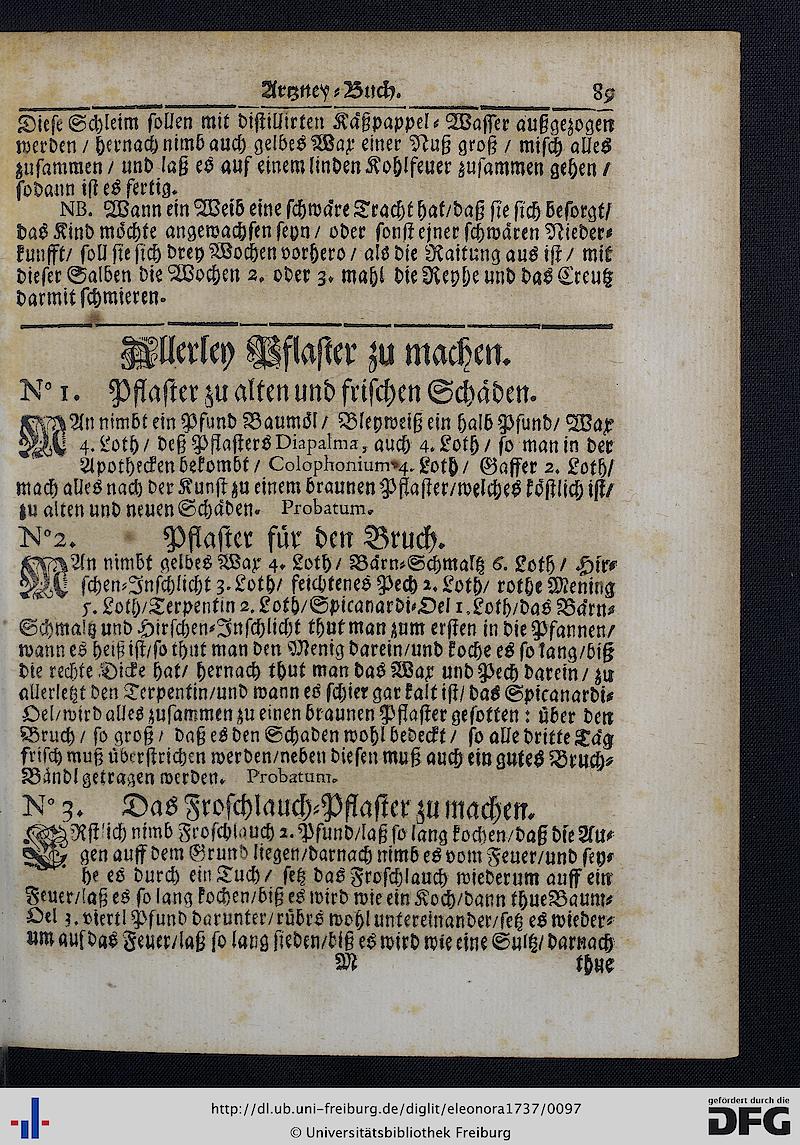 Artzney-Buch. 89
Diese Schleim sollen mit distillirten Käßpappel-Wasser außgezogen
werden / hernach nimb auch gelbes Wax einer Nuß groß / misch alles
zusammen / und laß es auf einem linden Kohlfeuer zusammen gehen /
sodann ist es fertig.
NB. Wann ein Weib eine schwäre Tracht hat / daß sie sich besorgt /
das Kind möchte angewachsen seyn / oder sonst einer schwären Nieder-
kunfft / soll sie sich drey Wochen vorhero / als die Raitung aus ist / mit
dieser Salben die Wochen 2. oder 3. mahl die Reyhe und das Creutz
darmit schmieren.
Allerley Pflaster zu machen.
No 1. Pflaster zu alten und frischen Schäden.
MAn nimbt ein Pfund Baumöl / Bleyweiß ein halb Pfund / Wax
4. Loth / deß Pflasters Diapalma, auch 4. Loth / so man in der
Apothecken bekombt / Colophonium 4. Loth / Gaffer 2. Loth /
mach alles nach der Kunst zu einem braunen Pflaster / welches köstlich ist /
zu alten und neuen Schäden. Probatum.
No 2. Pflaster für den Bruch.
MAn nimbt gelbes Wax 4. Loth / Bärn-Schmaltz 6. Loth / Hir-
schen-Inschlicht 3. Loth / feichtenes Pech 2. Loth / rothe Mening
5. Loth / Terpentin 2. Loth / Spicanardi-Oel 1. Loth / das Bärn-
Schmaltz und Hirschen-Inschlicht thut man zum ersten in die Pfannen /
wann es heiß ist / so thut man den Menig darein / und koche es so lang / biß
die rechte Dicke hat / hernach thut man das Wax und Pech darein / zu
allerletzt den Terpentin / und wann es schier gar kalt ist / das Spicanardi-
Oel / wird alles zusammen zu einen braunen Pflaster gesotten : über den
Bruch / so groß / daß es den Schaden wohl bedeckt / so alle dritte Täg
frisch muß überstrichen werden / neben diesen muß auch ein gutes Bruch-
Bändl getragen werden. Probatum.
No 3. Das Froschlauch-Pflaster zu machen.
ERstlich nimb Froschlauch 2. Pfund / laß so lang kochen / daß die Au-
gen auff dem Grund liegen / darnach nimb es vom Feuer / und sey-
he es durch ein Tuch / setz das Froschlauch wiederum auff ein
Feuer / laß es so lang kochen / biß es wird wie ein Koch / dann thue Baum-
Oel 3. viertl Pfund darunter / rührs wohl untereinander / setz es wieder-
um auf das Feuer / laß so lang sieden / biß es wird wie eine Sultz / darnach
M thue
http://dl.ub.uni-freiburg.de/diglit/eleonora1737/0097
© Universitätsbibliothek Freiburg
gefördert durch die
DFG